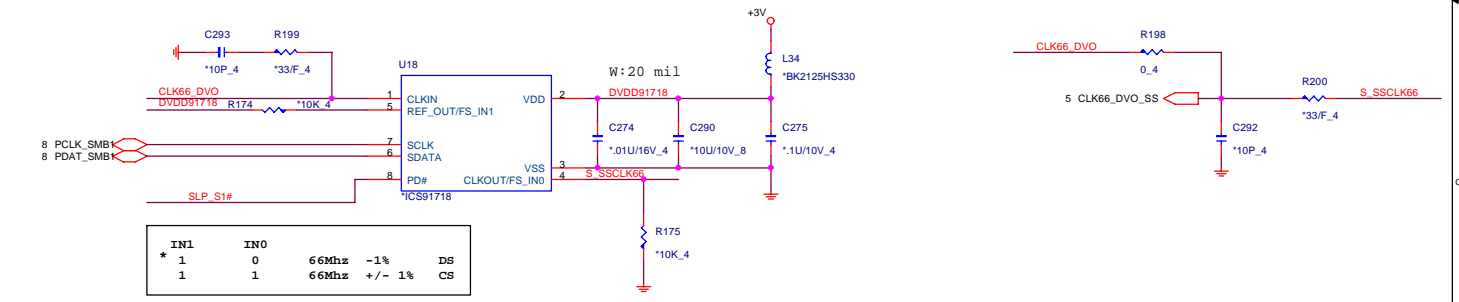 +3V
C293
R199
*10P_4
*33/F_4
U18
W:20 mil
L34
*BK2125HS330
CLK66_DVO
R198
0_4
R200
*33/F_4
S_SSCLK66
5 CLK66_DVO_SS
C292
*10P_4
CLK66_DVO
1 CLKIN
VDD 2
DVDD91718
DVDD91718
R174
*10K_4
5 REF_OUT/FS_IN1
C274
*.01U/16V_4
C290
*10U/10V_8
C275
*.1U/10V_4
8 PCLK_SMB1
7 SCLK
8 PDAT_SMB1
6 SDATA
VSS 3
8 PD#
CLKOUT/FS_IN0 4
S_SSCLK66
SLP_S1#
*ICS91718
R175
*10K_4
IN1 IN0
* 1 0 66Mhz -1% DS
1 1 66Mhz +/- 1% CS